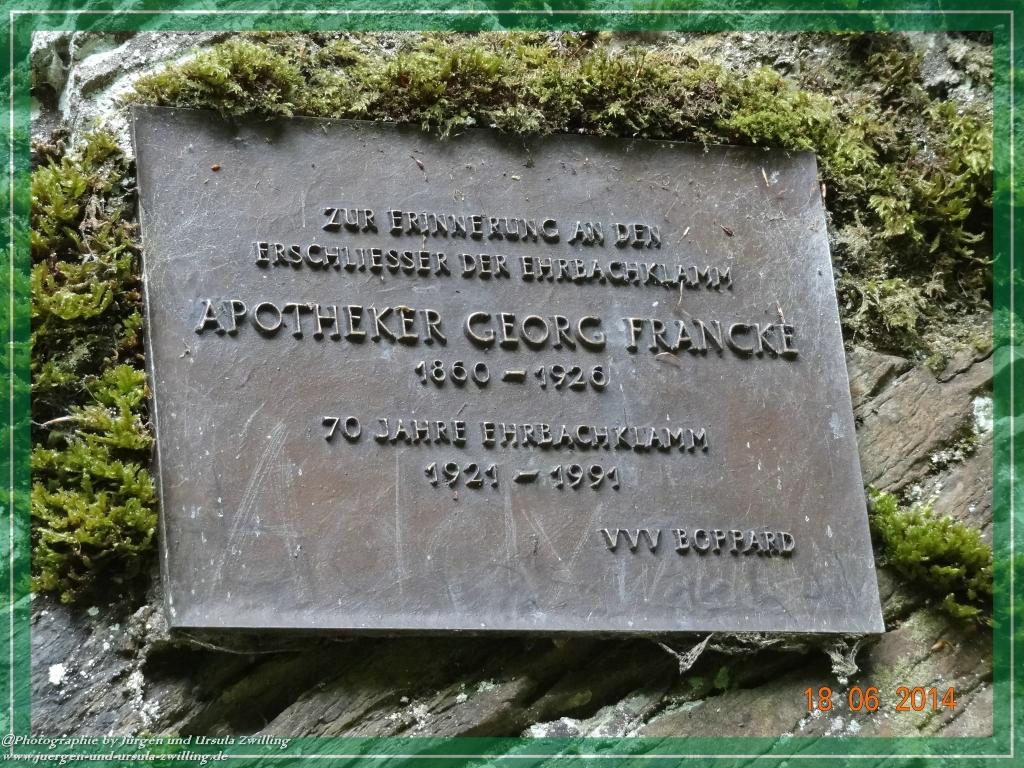 ZUR ERINNERUNG AN DEN
ERSCHLIESSER DER EHRBACHKLAMM
APOTHEKER GEORG FRANCKE
1860 – 1926
70 JAHRE EHRBACHKLAMM
1921 – 1991
VVV BOPPARD
18 06 2014
@Photographie by Jürgen und Ursula Zwilling
www.juergen-und-ursula-zwilling.de